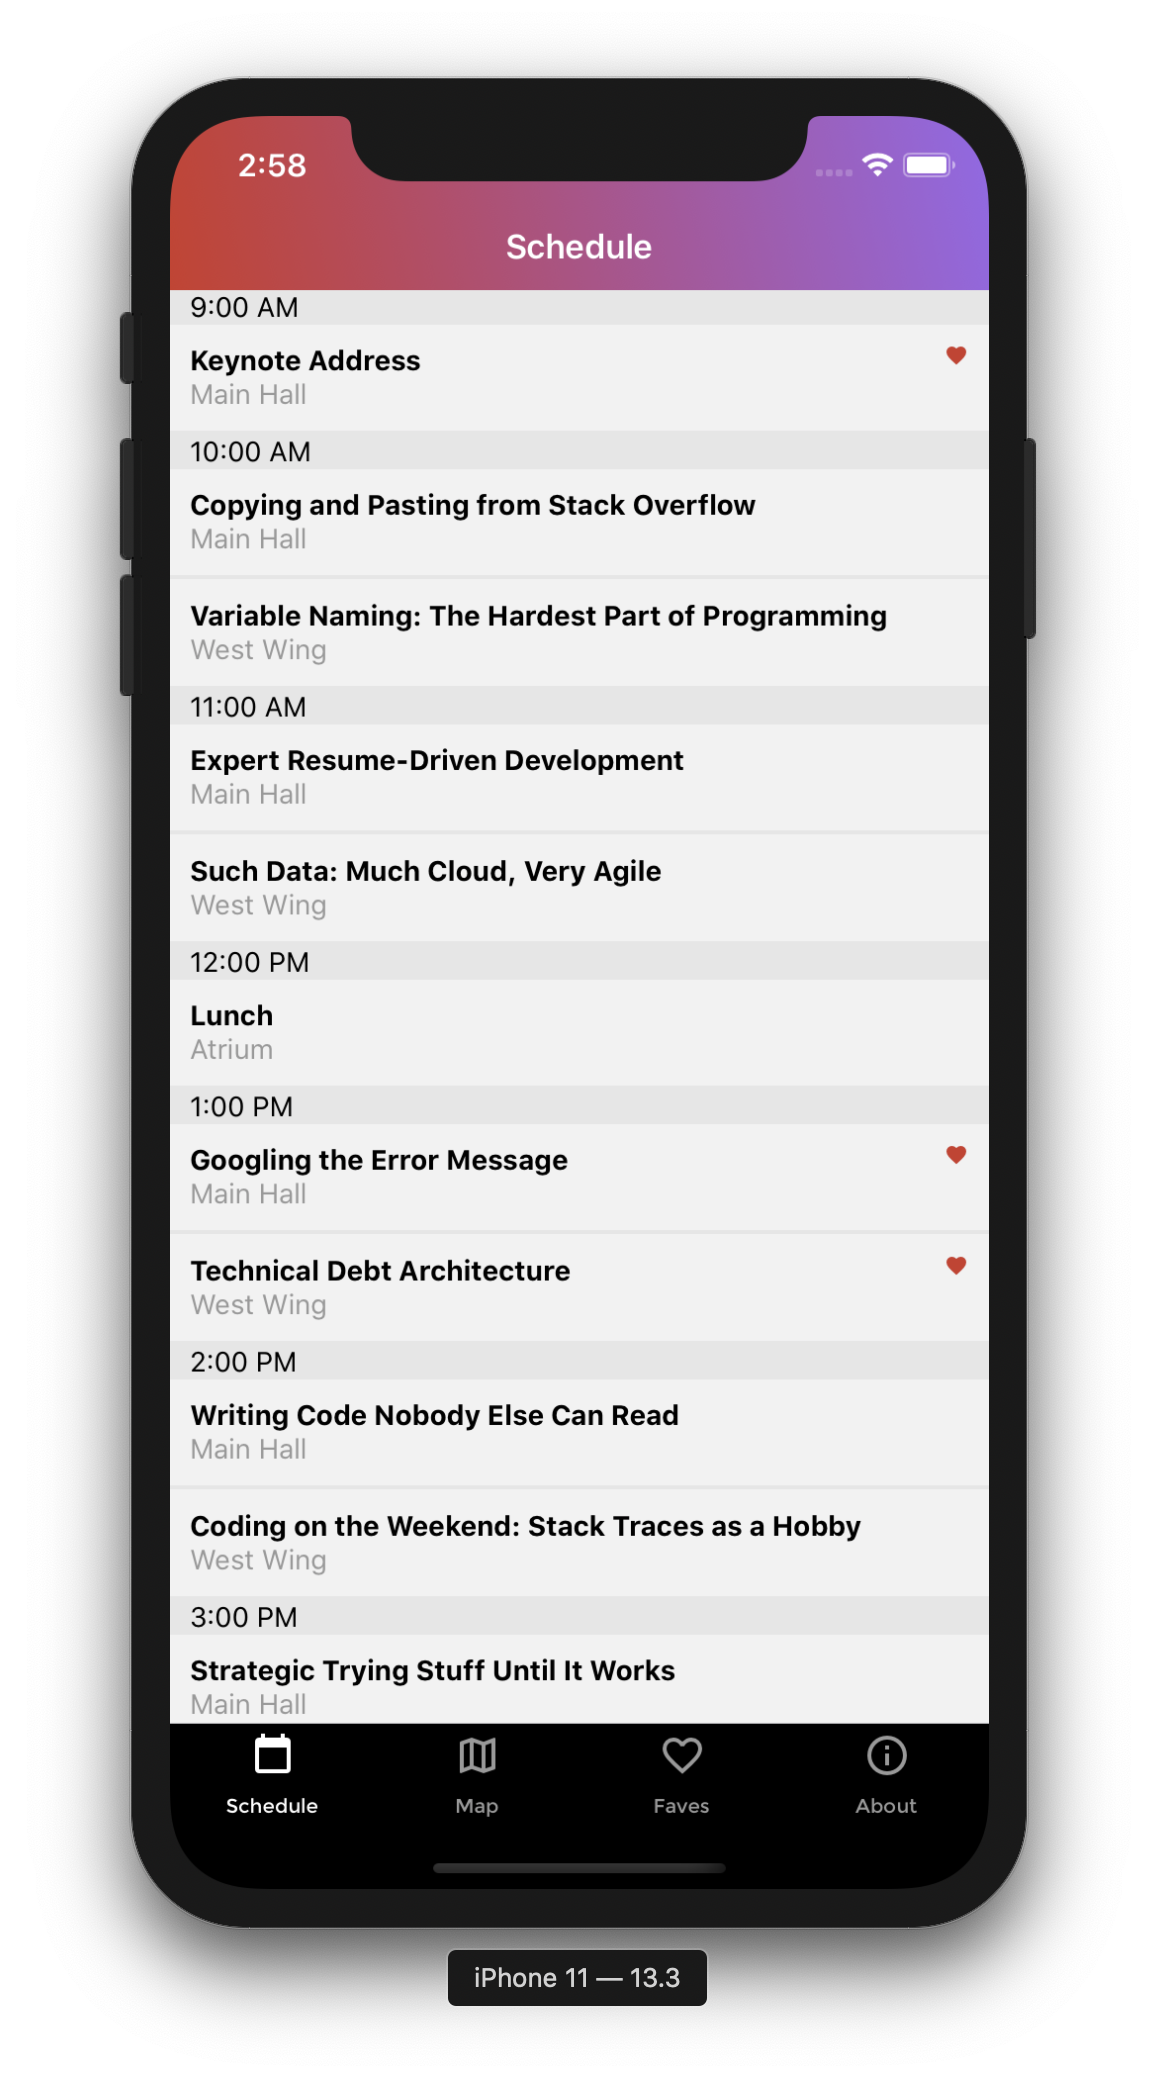 2:58
Schedule
9:00 AM
Keynote Address
Main Hall
10:00 AM
Copying and Pasting from Stack Overflow
Main Hall
Variable Naming: The Hardest Part of Programming
West Wing
11:00 AM
Expert Resume-Driven Development
Main Hall
Such Data: Much Cloud, Very Agile
West Wing
12:00 PM
Lunch
Atrium
1:00 PM
Googling the Error Message
Main Hall
Technical Debt Architecture
West Wing
2:00 PM
Writing Code Nobody Else Can Read
Main Hall
Coding on the Weekend: Stack Traces as a Hobby
West Wing
3:00 PM
Strategic Trying Stuff Until It Works
Main Hall
Schedule Map Faves About
iPhone 11 — 13.3